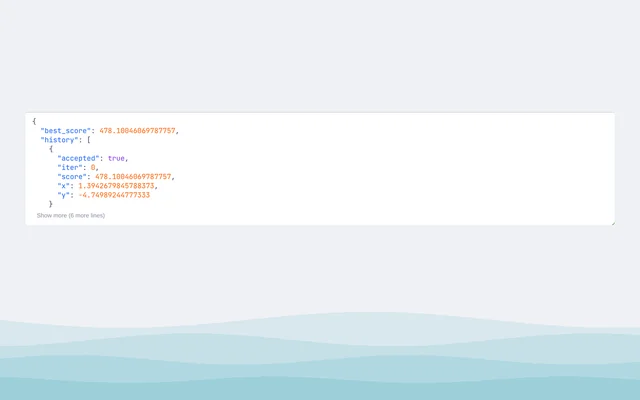 {
  "best_score": 478.10046069787757,
  "history": [
    {
      "accepted": true,
      "iter": 0,
      "score": 478.10046069787757,
      "x": 1.3942679845788373,
      "y": -4.74989244777333
    }
Show more (6 more lines)